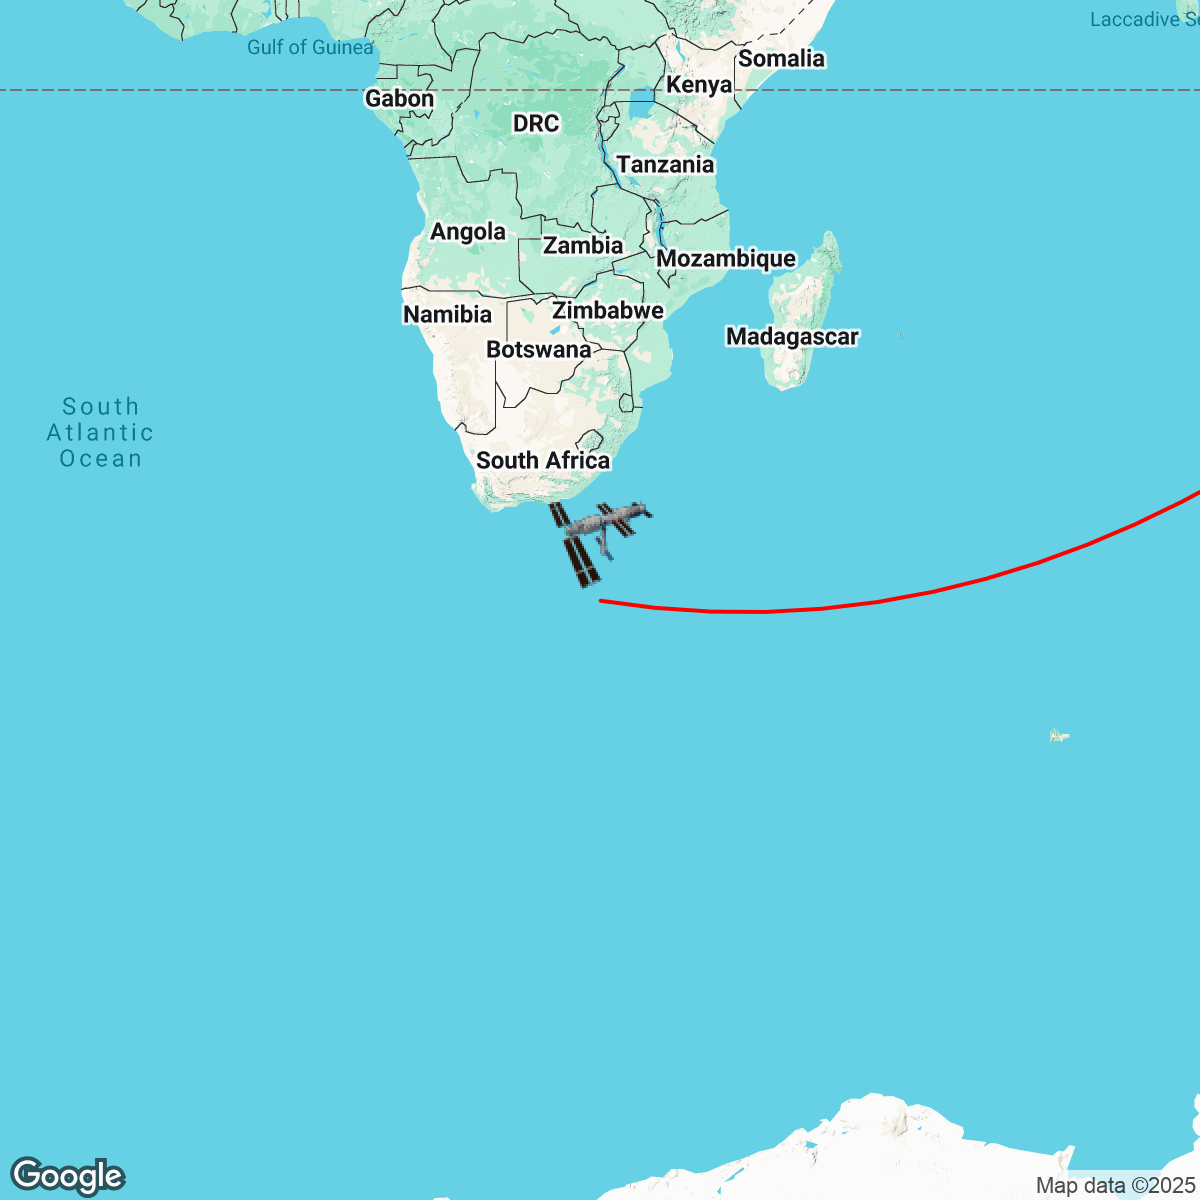 Laccadive S
Gulf of Guinea
Somalia
Kenya
Gabon
DRC
Tanzania
Angola
Zambia
Mozambique
Namibia
Zimbabwe
Madagascar
Botswana
South
Atlantic
Ocean
South Africa
Google
Map data ©2025